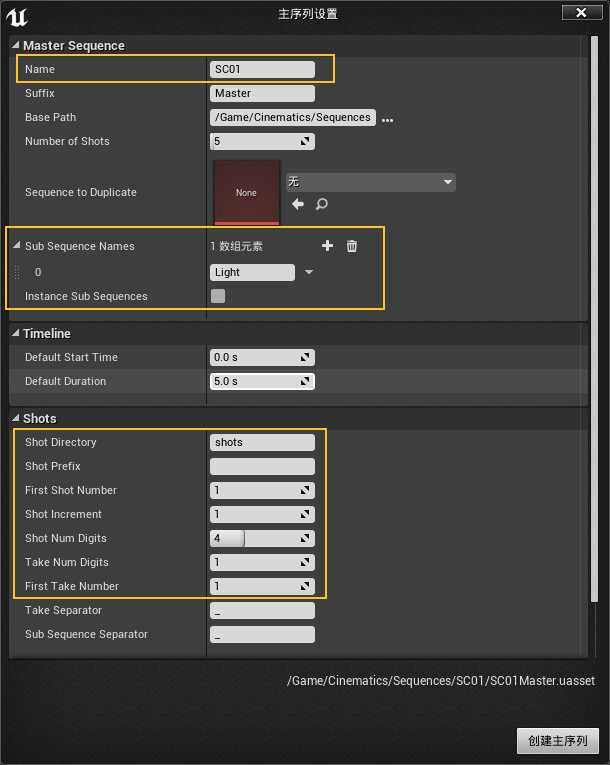 主序列设置
Master Sequence
Name SC01
Suffix Master
Base Path /Game/Cinematics/Sequences ...
Number of Shots 5
Sequence to Duplicate None 无
Sub Sequence Names 1 数组元素
0 Light
Instance Sub Sequences
Timeline
Default Start Time 0.0 s
Default Duration 5.0 s
Shots
Shot Directory shots
Shot Prefix
First Shot Number 1
Shot Increment 1
Shot Num Digits 4
Take Num Digits 1
First Take Number 1
Take Separator _
Sub Sequence Separator _
/Game/Cinematics/Sequences/SC01/SC01Master.uasset
创建主序列